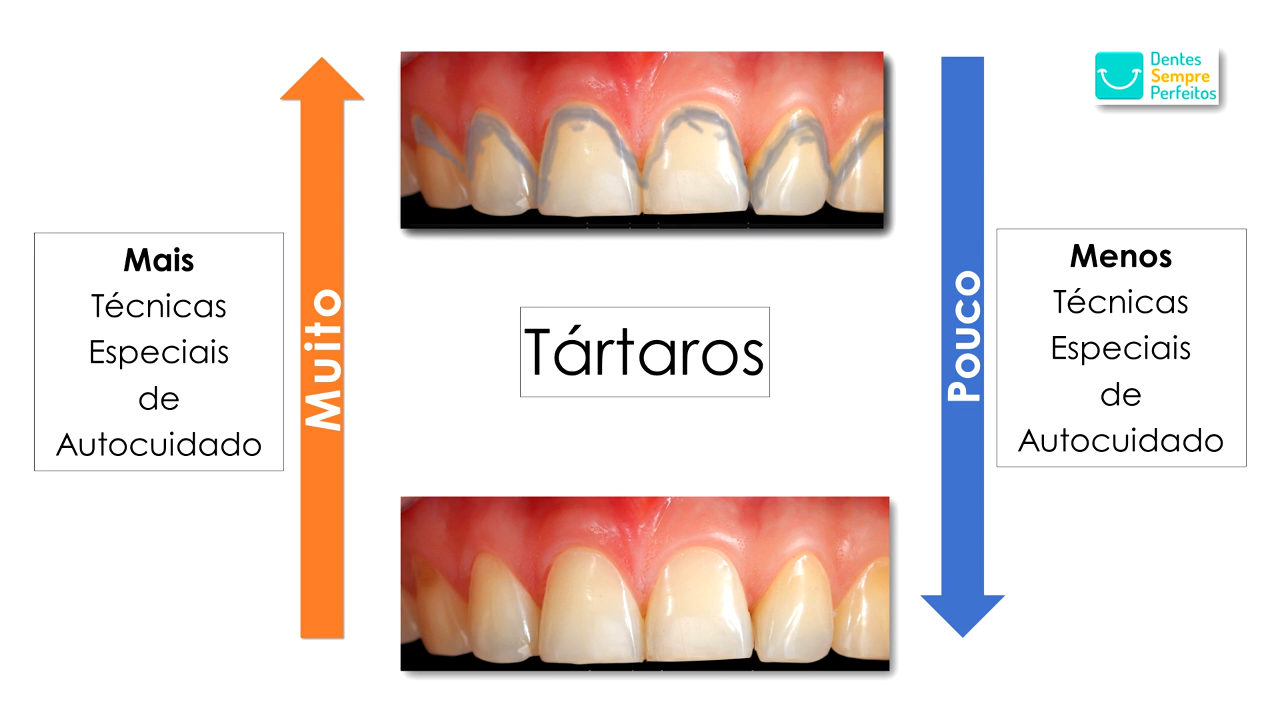 Dentes
Sempre
Perfeitos
Mais
Técnicas
Especiais
de
Autocuidado
Muito
Tártaros
Pouco
Menos
Técnicas
Especiais
de
Autocuidado